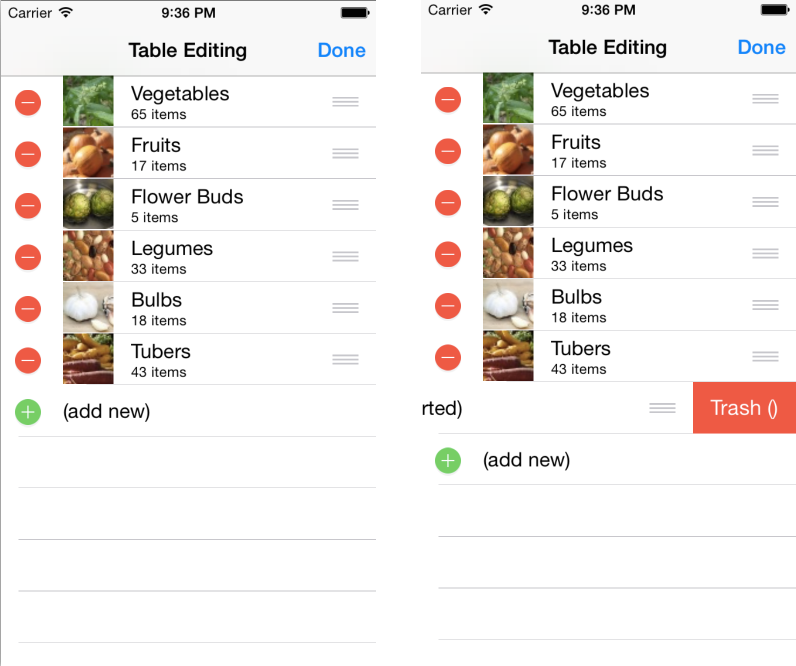 Carrier 9:36 PM
Table Editing Done
Vegetables
65 items
Fruits
17 items
Flower Buds
5 items
Legumes
33 items
Bulbs
18 items
Tubers
43 items
(add new)
Carrier 9:36 PM
Table Editing Done
Vegetables
65 items
Fruits
17 items
Flower Buds
5 items
Legumes
33 items
Bulbs
18 items
Tubers
43 items
rted) Trash ()
(add new)